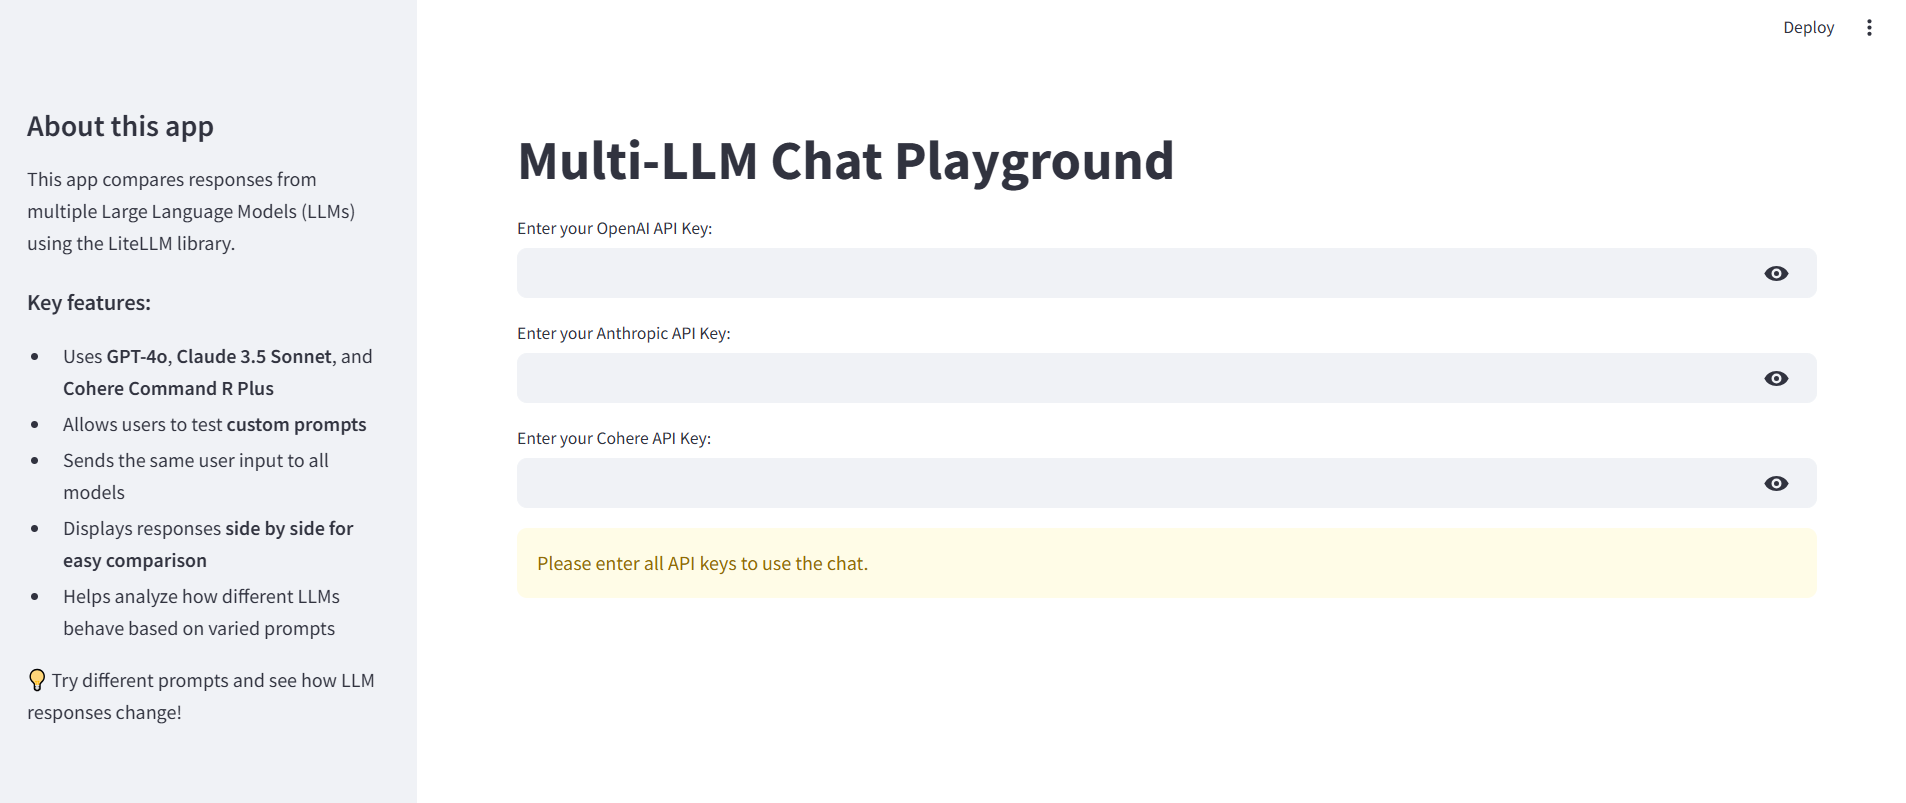 Deploy
About this app
This app compares responses from
multiple Large Language Models (LLMs)
using the LiteLLM library.
Key features:
Uses GPT-4o, Claude 3.5 Sonnet, and
Cohere Command R Plus
Allows users to test custom prompts
Sends the same user input to all
models
Displays responses side by side for
easy comparison
Helps analyze how different LLMs
behave based on varied prompts
💡 Try different prompts and see how LLM
responses change!
Multi-LLM Chat Playground
Enter your OpenAI API Key:
Enter your Anthropic API Key:
Enter your Cohere API Key:
Please enter all API keys to use the chat.